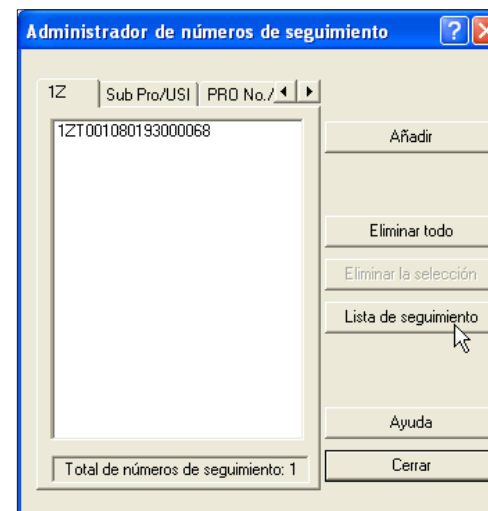 Administrador de números de seguimiento
1Z
Sub Pro/USI
PRO No./
1ZT001080193000068
Añadir
Eliminar todo
Eliminar la selección
Lista de seguimiento
Ayuda
Total de números de seguimiento: 1
Cerrar